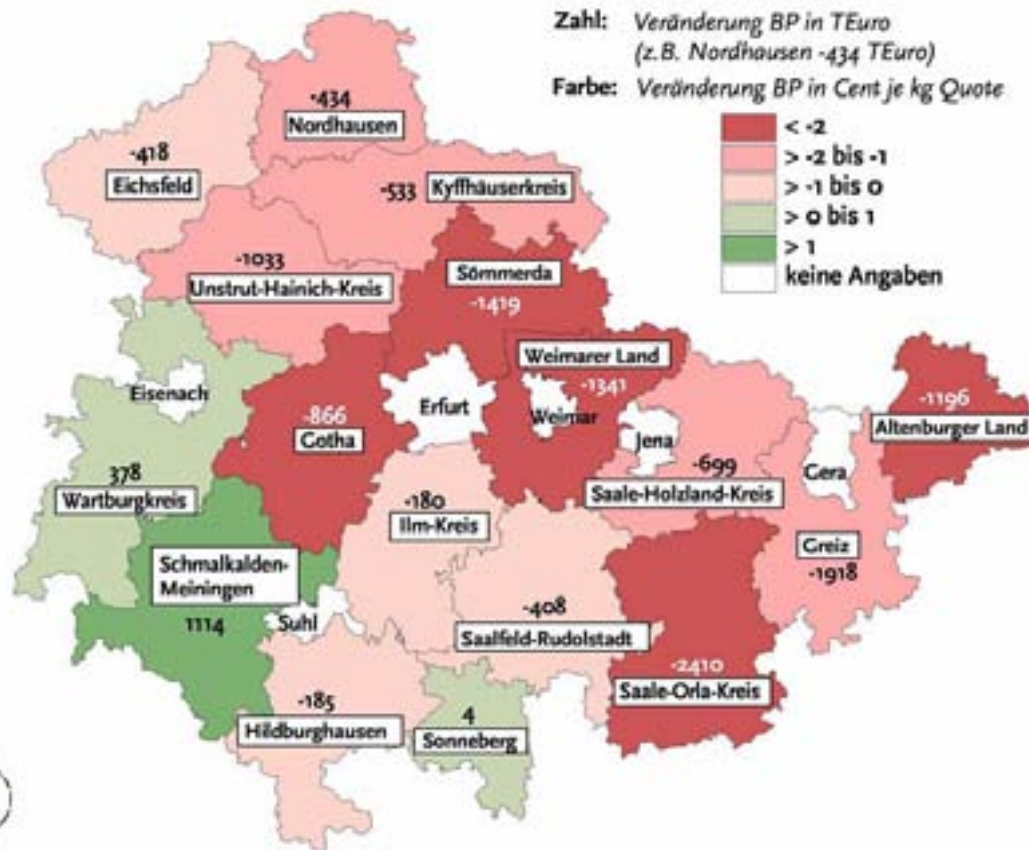 Zahl: Veränderung BP in TEuro
(z.B. Nordhausen -434 TEuro)
Farbe: Veränderung BP in Cent je kg Quote
< -2
> -2 bis -1
> -1 bis 0
> 0 bis 1
> 1
keine Angaben
-434
Nordhausen
-418
Eichsfeld
-533 Kyffhäuserkreis
-1033
Unstrut-Hainich-Kreis
Sömmerda
-1419
Weimarer Land
-1341
Weimar
Eisenach
-866
Gotha
Erfurt
Jena
-699
Saale-Holzland-Kreis
Gera
-1196
Altenburger Land
378
Wartburgkreis
-180
Ilm-Kreis
Greiz
-1918
Schmalkalden-
Meiningen
1114
Suhl
-408
Saalfeld-Rudolstadt
-2410
Saale-Orla-Kreis
-185
Hildburghausen
4
Sonneberg